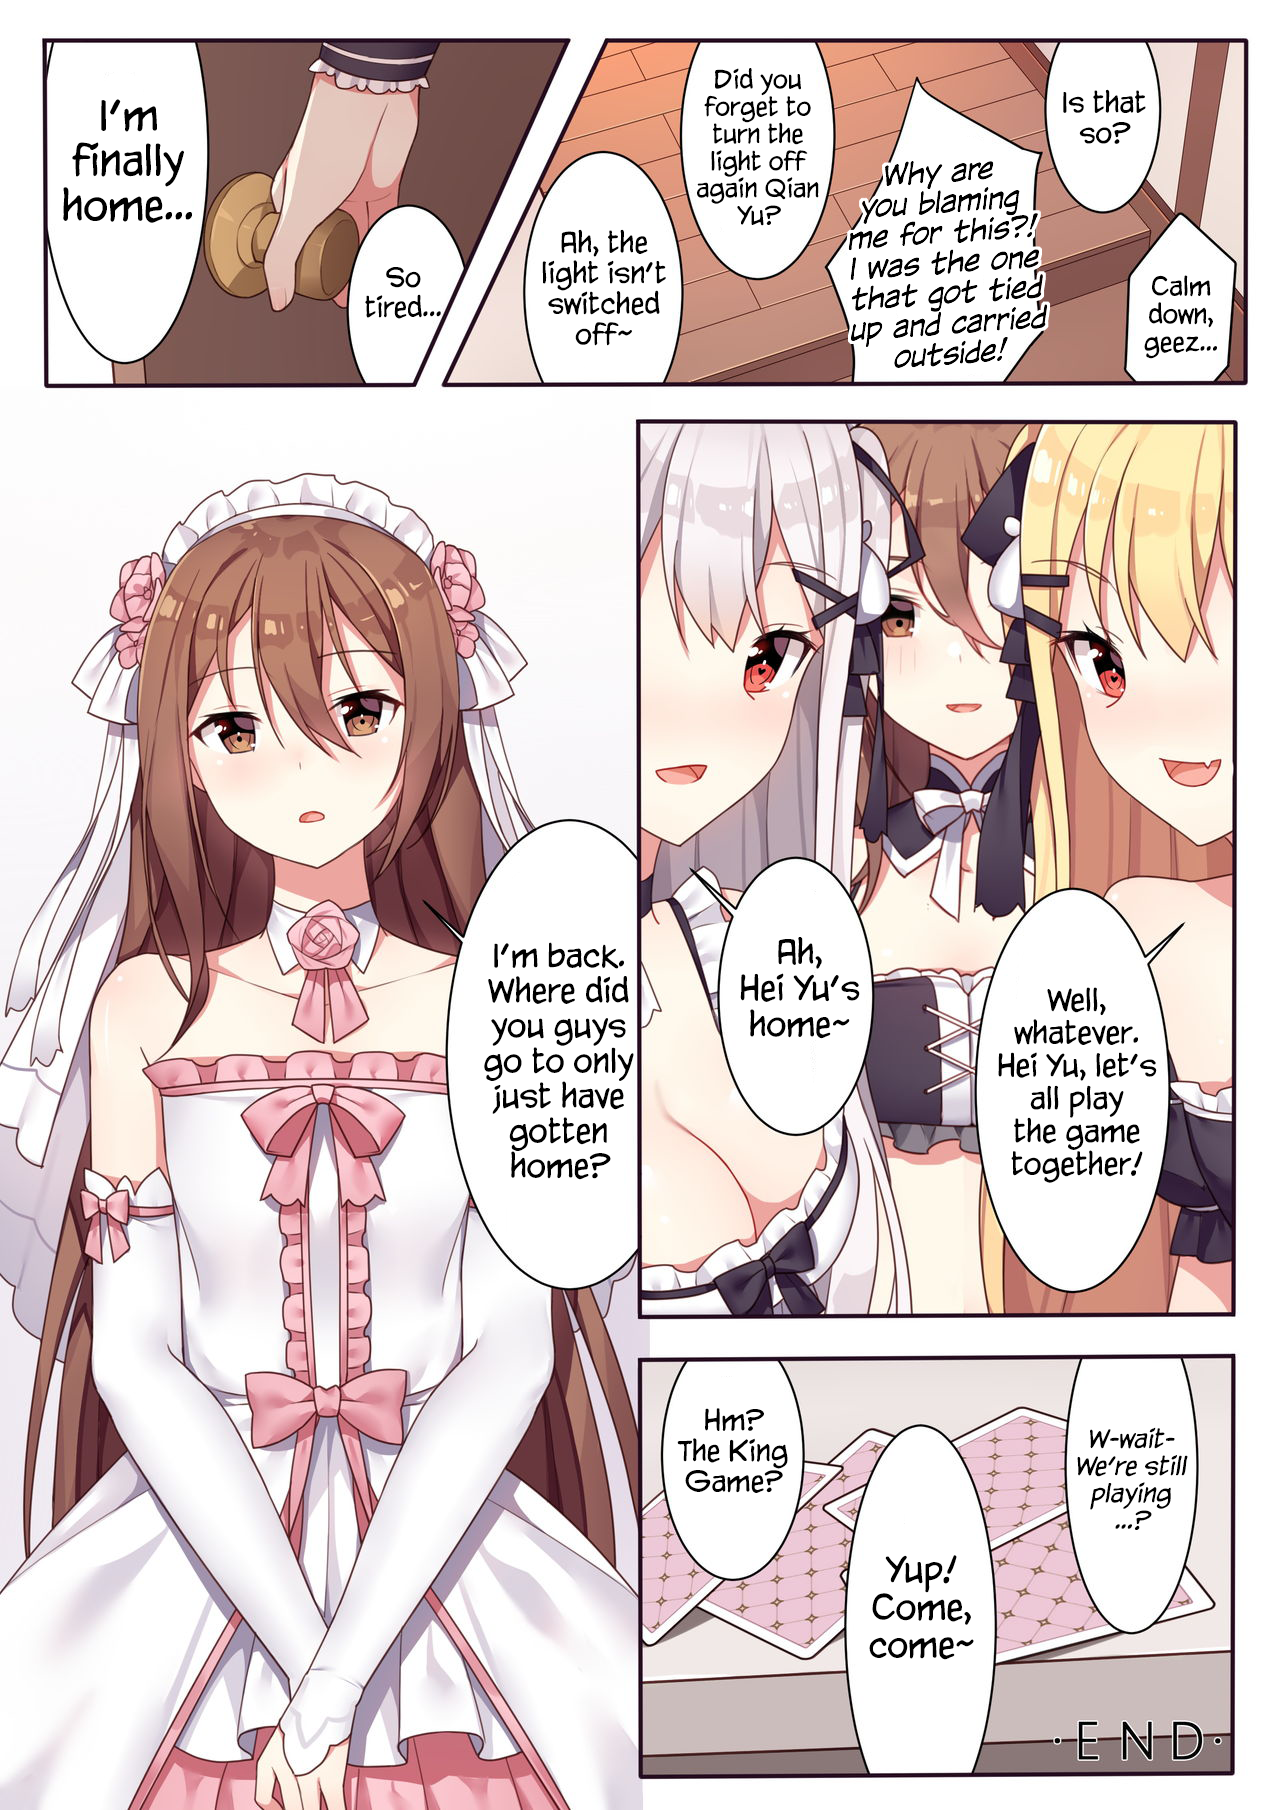 I'm
finally
home...
So
tired...
Ah, the
light isn't
switched
off~
Did you
forget to
turn the
light off
again Qian
Yu?
Why are
you blaming
me for this?!
I was the one
that got tied
up and carried
outside!
Is that
so?
Calm
down,
geez...
I'm back.
Where did
you guys
go to only
just have
gotten
home?
Ah,
Hei Yu's
home~
Well,
whatever.
Hei Yu, let's
all play
the game
together!
Hm?
The King
Game?
Yup!
Come,
come~
W-wait-
We're still
playing
...?
·END·